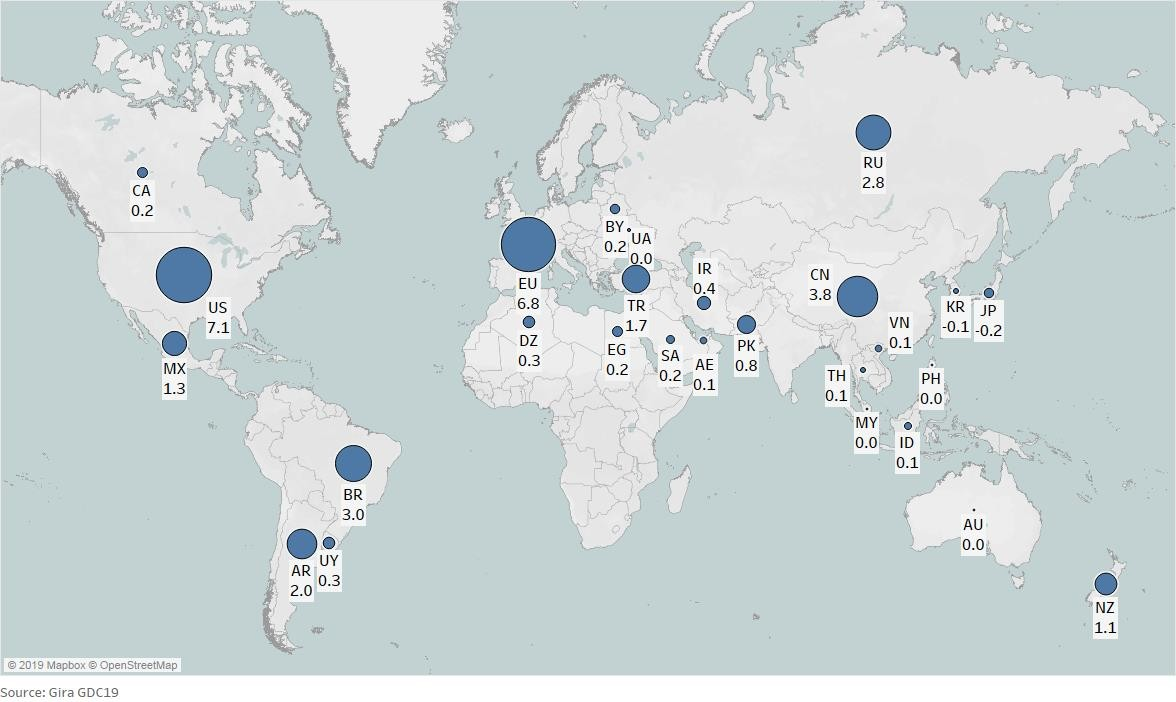 RU
2.8
CA
0.2
BY
0.2
UA
0.0
EU
6.8
IR
0.4
CN
3.8
US
7.1
TR
1.7
KR
-0.1
JP
-0.2
VN
0.1
DZ
0.3
EG
0.2
SA
0.2
AE
0.1
PK
0.8
MX
1.3
TH
0.1
PH
0.0
MY
0.0
ID
0.1
BR
3.0
AU
0.0
AR
2.0
UY
0.3
NZ
1.1
© 2019 Mapbox © OpenStreetMap
Source: Gira GDC19